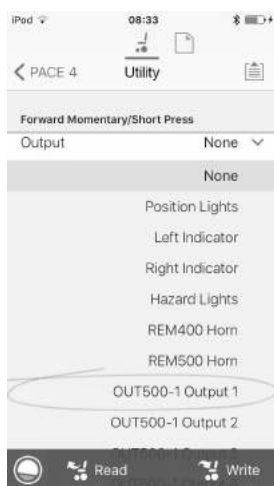 iPod 08:33
PACE 4 Utility
Forward Momentary/Short Press
Output None
None
Position Lights
Left Indicator
Right Indicator
Hazard Lights
REM400 Horn
REM500 Horn
OUT500-1 Output 1
OUT500-1 Output 2
Read Write